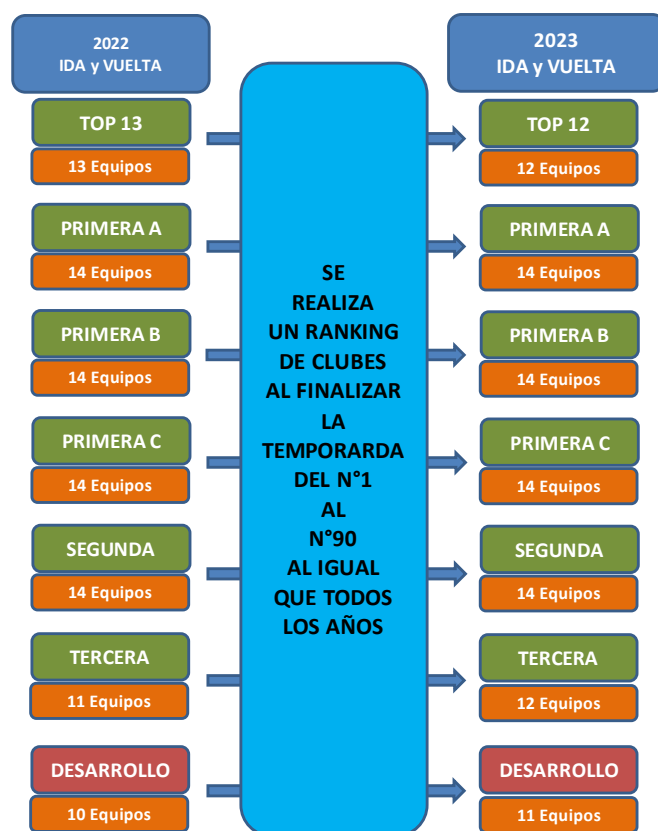 2022
IDA y VUELTA
TOP 13
13 Equipos
PRIMERA A
14 Equipos
PRIMERA B
14 Equipos
PRIMERA C
14 Equipos
SEGUNDA
14 Equipos
TERCERA
11 Equipos
DESARROLLO
10 Equipos
SE
REALIZA
UN RANKING
DE CLUBES
AL FINALIZAR
LA
TEMPORARDA
DEL N°1
AL
N°90
AL IGUAL
QUE TODOS
LOS AÑOS
2023
IDA y VUELTA
TOP 12
12 Equipos
PRIMERA A
14 Equipos
PRIMERA B
14 Equipos
PRIMERA C
14 Equipos
SEGUNDA
14 Equipos
TERCERA
12 Equipos
DESARROLLO
11 Equipos